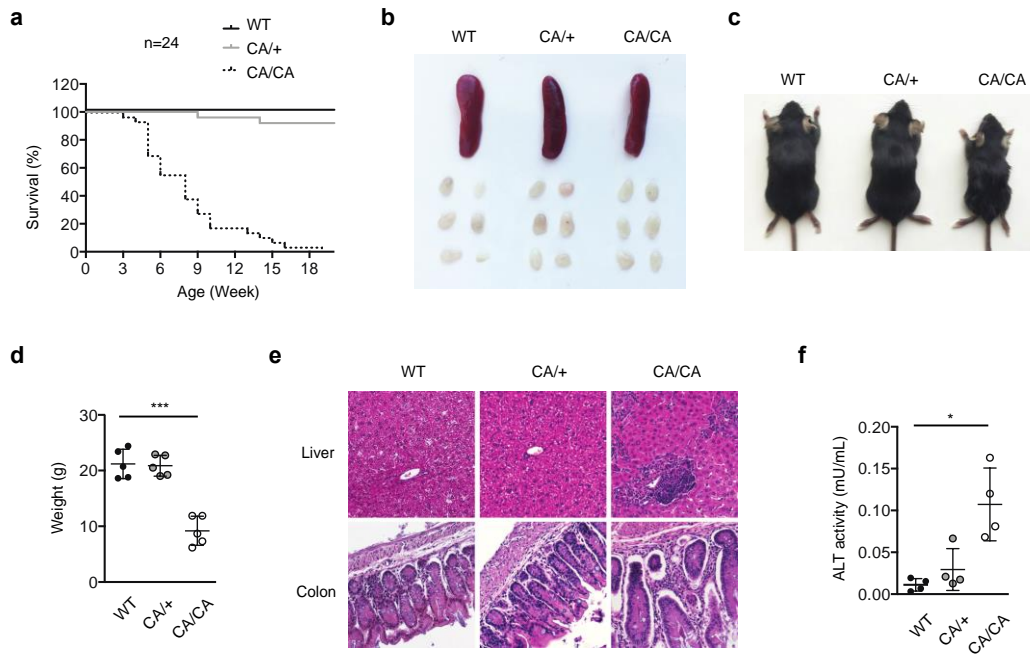 a
WT
n=24
CA/+
CA/CA
120
100
80
60
40
20
0
0 3 6 9 12 15 18
Survival (%)
Age (Week)
b
WT CA/+ CA/CA
c
WT CA/+ CA/CA
d
***
30
20
10
0
Weight (g)
WT CA/+ CA/CA
e
WT CA/+ CA/CA
Liver
Colon
f
*
0.20
0.15
0.10
0.05
0.00
ALT activity (mU/mL)
WT CA/+ CA/CA